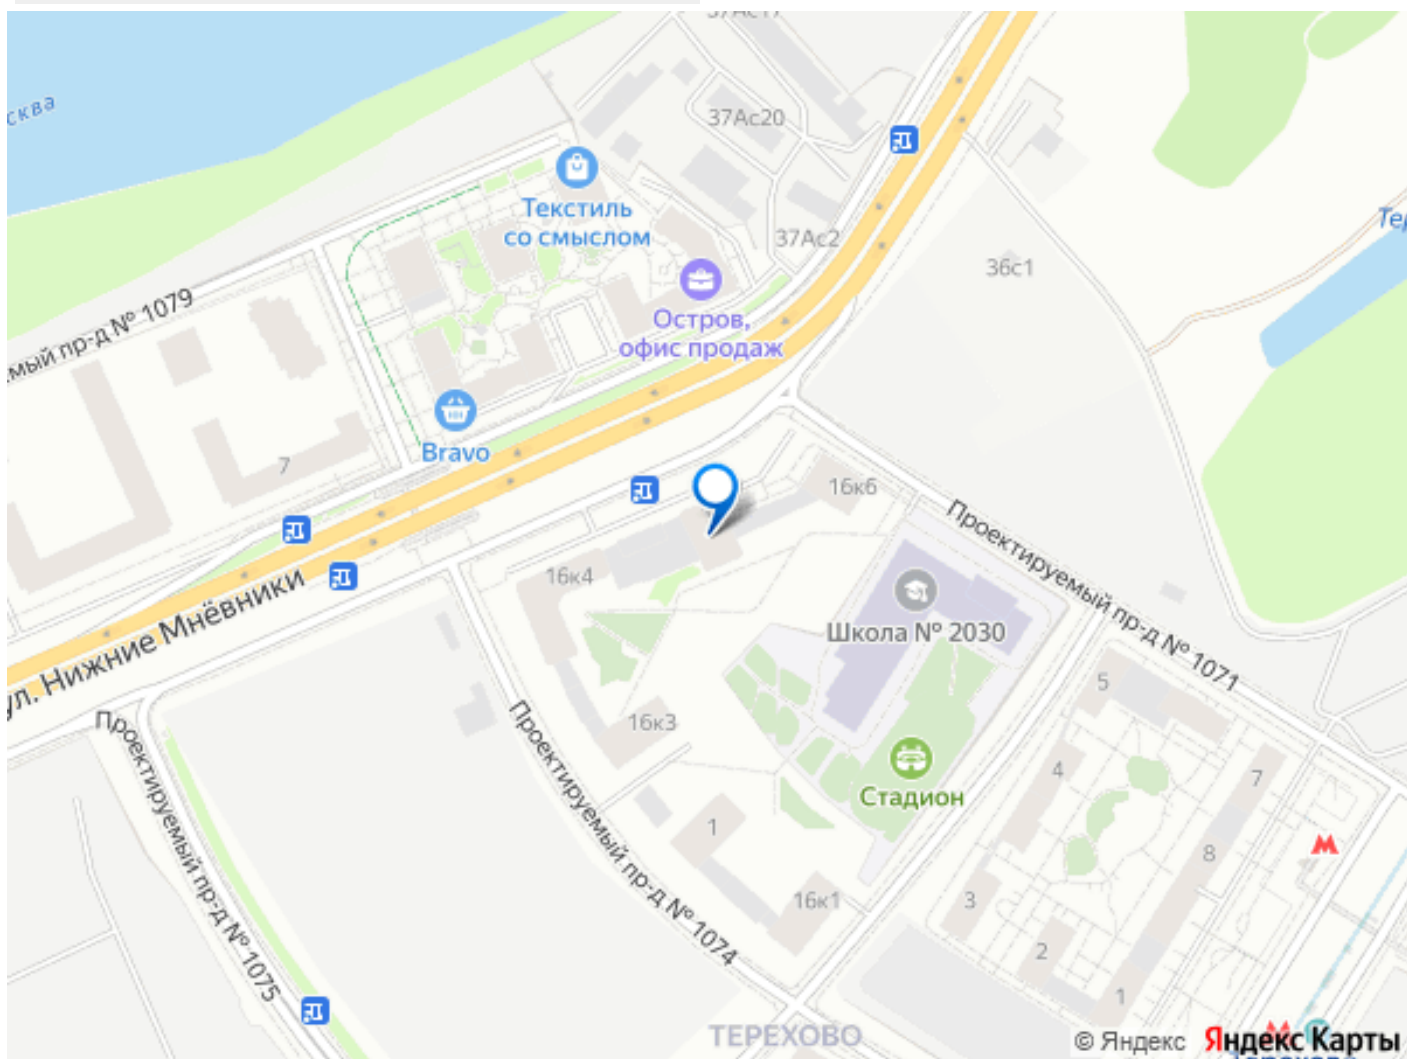 37Ас17
сква
37Ас20
Текстиль
со смыслом
37Ас2
36с1
Остров,
офис продаж
пр-д № 1079
Bravo
7
16к6
Проектируемый пр-д № 1071
16к4
Школа № 2030
ул. Нижние Мнёвники
5
16к3
Проектируемый пр-д № 1075
Проектируемый пр-д № 1074
Стадион
4
7
1
8
М
16к1
3
2
1
ТЕРЕХОВО
© Яндекс Яндекс Карты